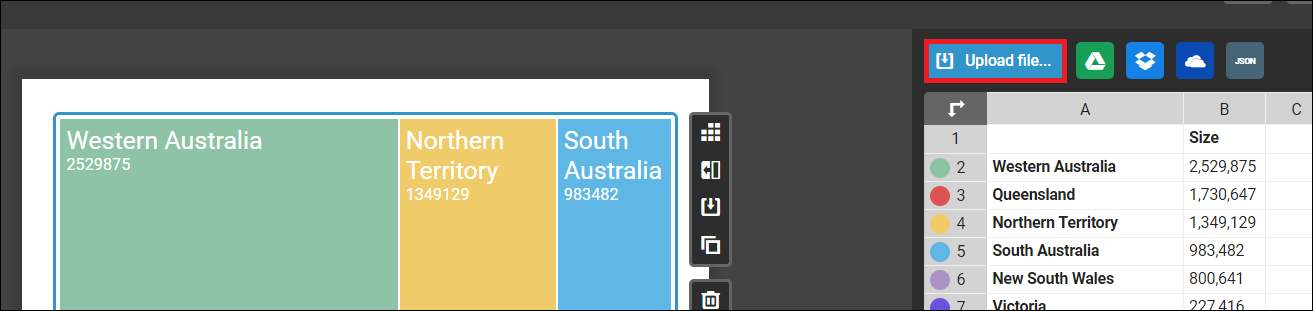 Upload file...
JSON
Western Australia
2529875
Northern
Territory
1349129
South
Australia
983482
A B C
1 Size
2 Western Australia 2,529,875
3 Queensland 1,730,647
4 Northern Territory 1,349,129
5 South Australia 983,482
6 New South Wales 800,641
7 Victoria 227,416